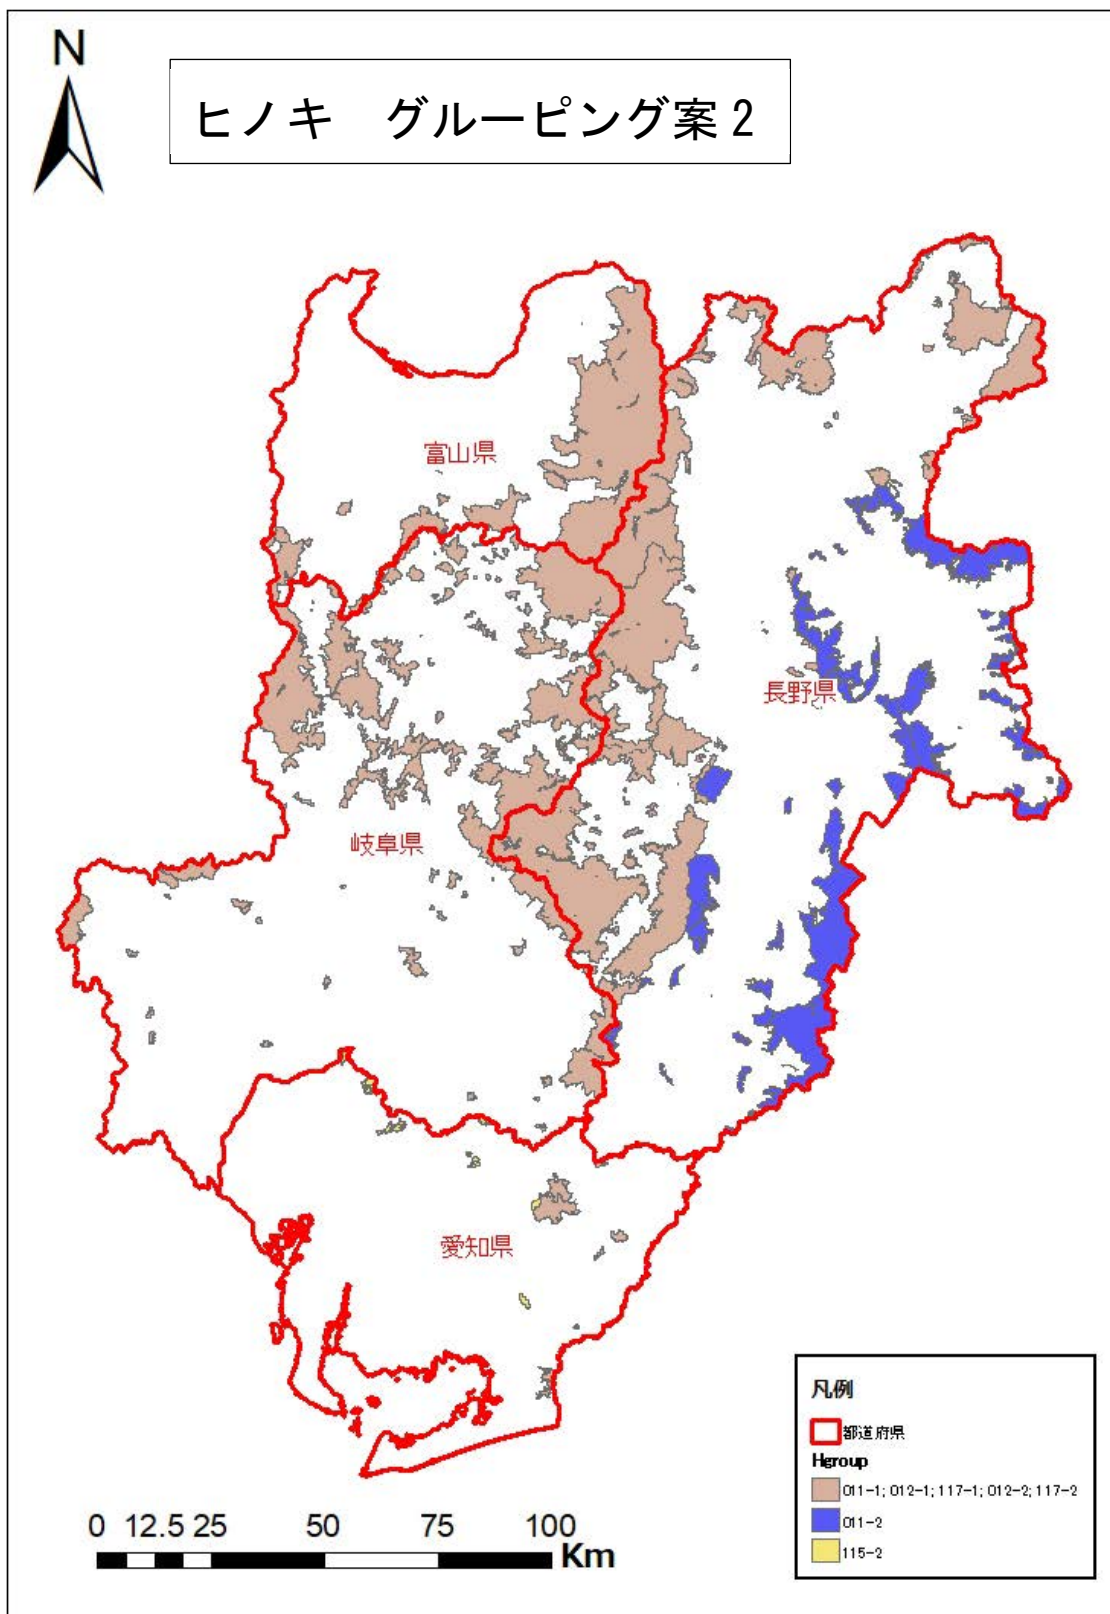 N
ヒノキ　グルーピング案２
富山県
長野県
岐阜県
愛知県
凡例
都道府県
Hgroup
011-1; 012-1; 117-1; 012-2; 117-2
011-2
115-2
0 12.5 25 50 75 100
Km